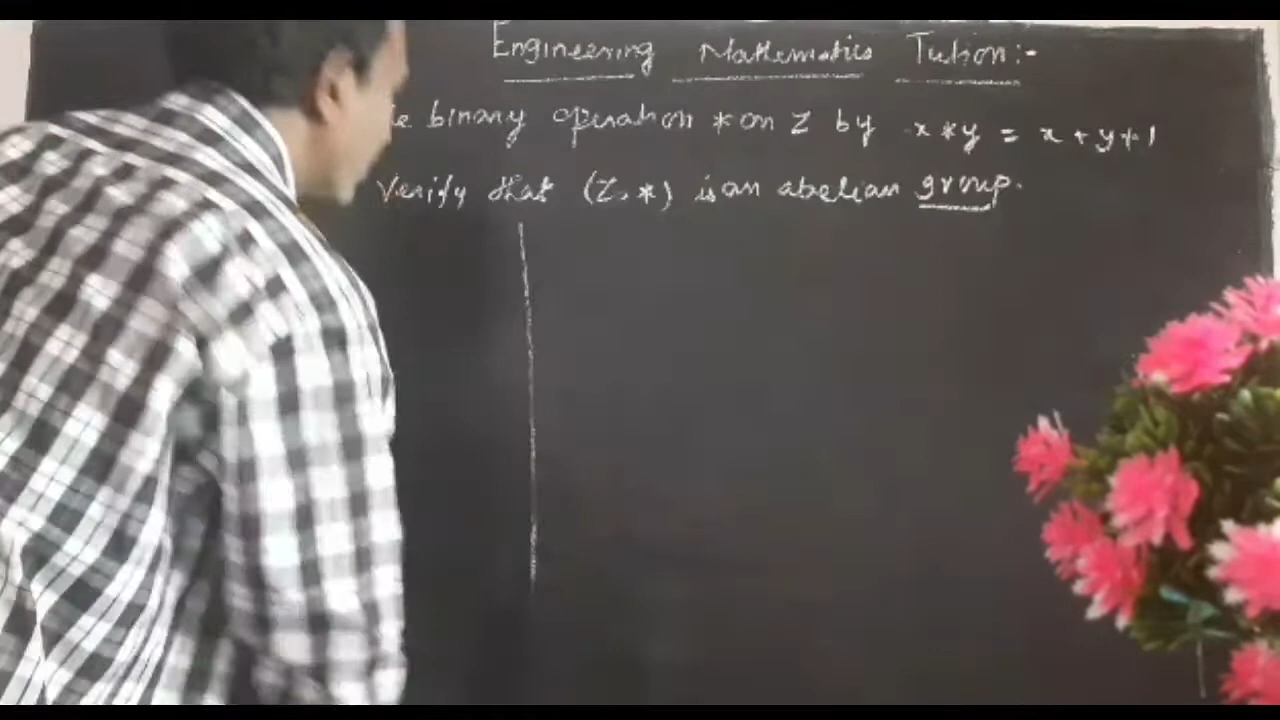 Engineering Mathematics Tution:-
binary operation * on Z by x * y = x + y + 1
Verify that (Z, *) is an abelian group.